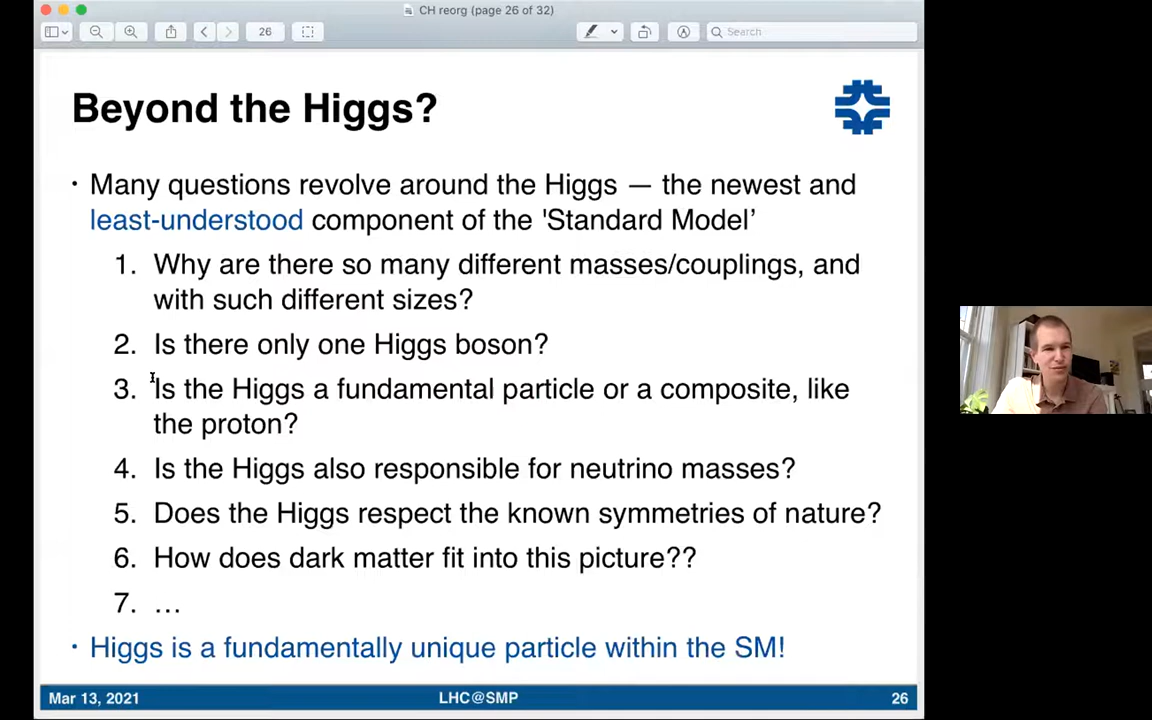 CH reorg (page 26 of 32)
26
Search
Beyond the Higgs?
• Many questions revolve around the Higgs — the newest and
least-understood component of the 'Standard Model’
1. Why are there so many different masses/couplings, and
with such different sizes?
2. Is there only one Higgs boson?
3. Is the Higgs a fundamental particle or a composite, like
the proton?
4. Is the Higgs also responsible for neutrino masses?
5. Does the Higgs respect the known symmetries of nature?
6. How does dark matter fit into this picture??
7. …
• Higgs is a fundamentally unique particle within the SM!
Mar 13, 2021 LHC@SMP 26